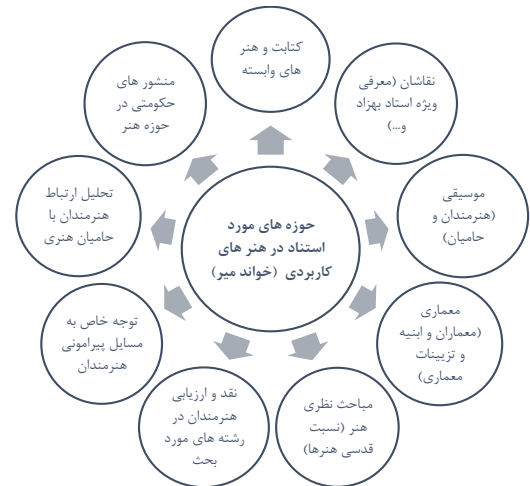 کتابت و هنر
های وابسته
نقاشان (معرفی
ویژه استاد بهزاد
و...)
موسیقی
(هنرمندان و
حامیان)
معماری
(معماران و ابنیه
و تزیینات
معماری)
مباحث نظری
هنر (نسبت
قدسی هنرها)
نقد و ارزیابی
هنرمندان در
رشته های مورد
بحث
توجه خاص به
مسایل پیرامونی
هنرمندان
تحلیل ارتباط
هنرمندان با
حامیان هنری
منشور های
حکومتی در
حوزه هنر
حوزه های مورد
استناد در هنر های
کاربردی (خواند میر)